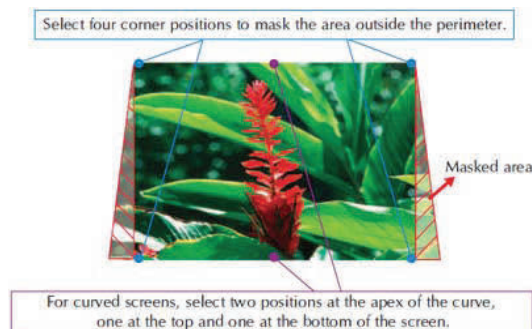 Select four corner positions to mask the area outside the perimeter.
Masked area
For curved screens, select two positions at the apex of the curve,
one at the top and one at the bottom of the screen.